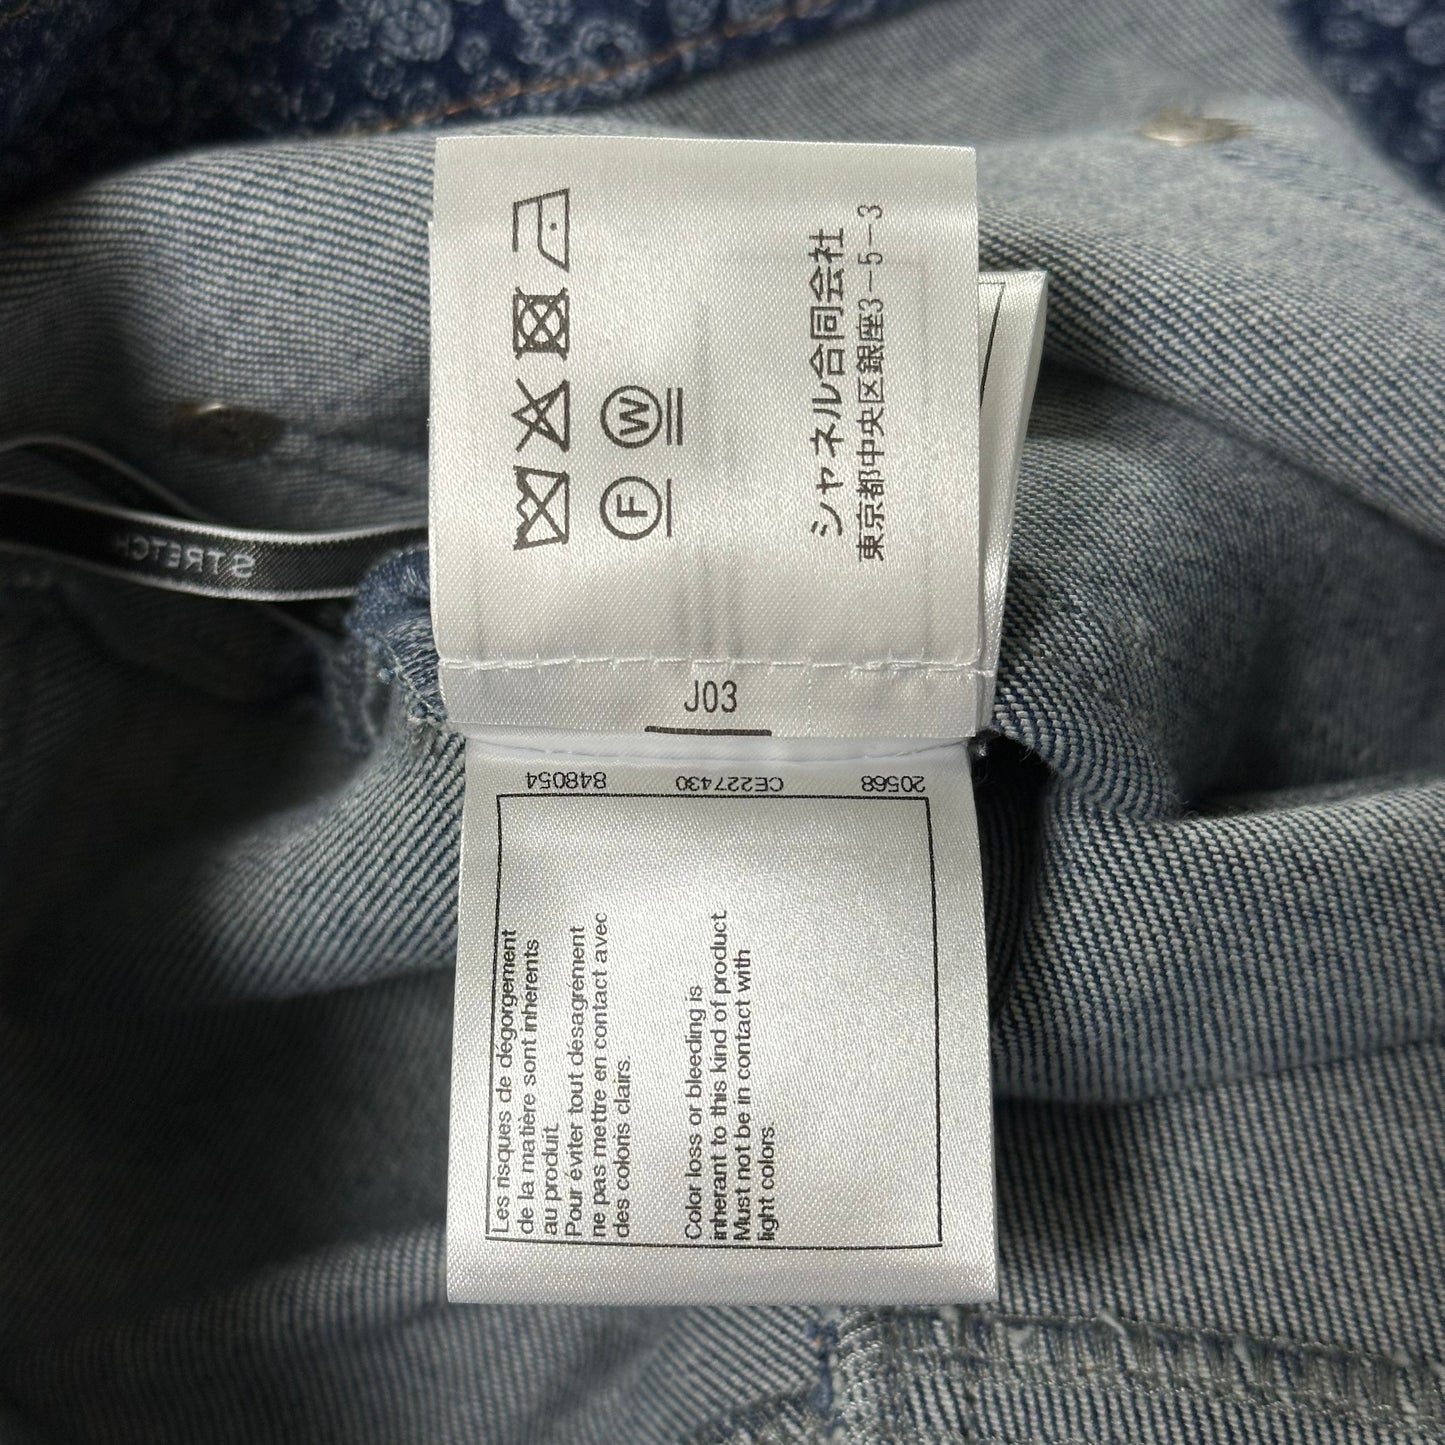 シャネル合同会社
東京都中央区銀座3-5-3
W
F
STRETCH
J03
20568
CE227430
848054
Les risques de dégorgement
de la matière sont inhérents
au produit.
Pour éviter tout désagrément
ne pas mettre en contact avec
des coloris clairs.
Color loss or bleeding is
inherant to this kind of product.
Must not be in contact with
light colors.